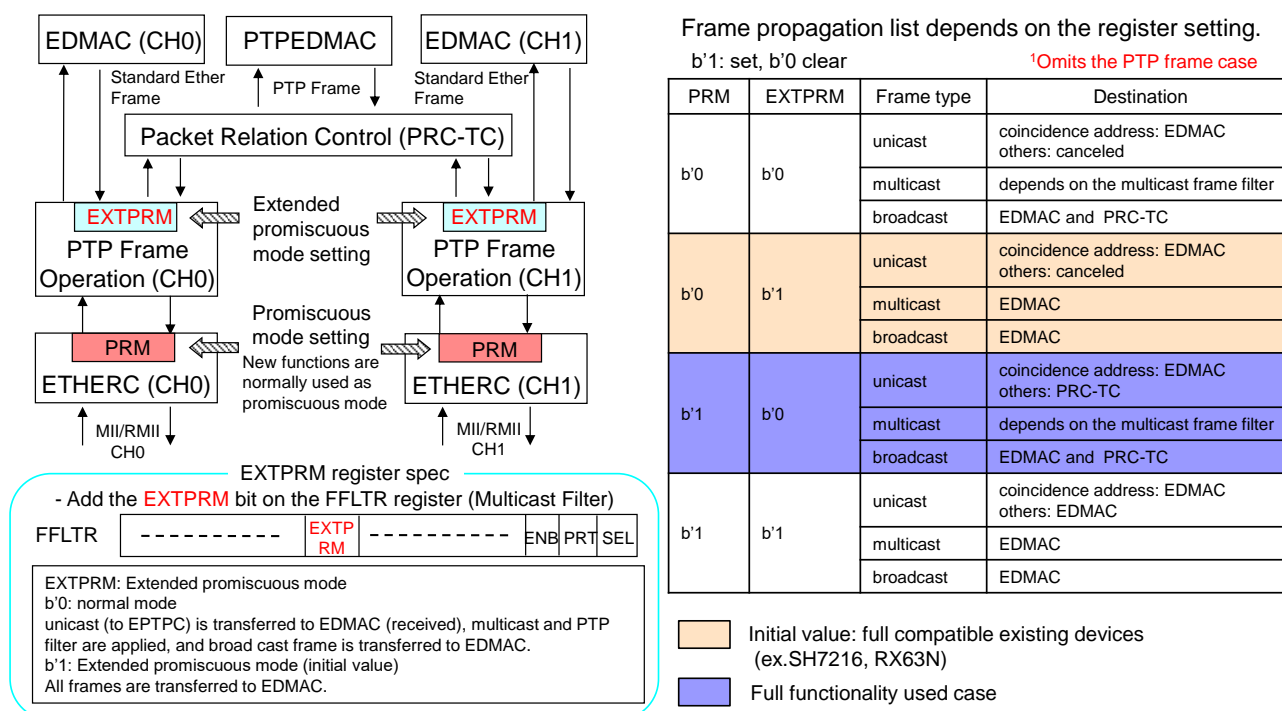 EDMAC (CH0)
PTPEDMAC
EDMAC (CH1)
Standard Ether
Frame
PTP Frame
Standard Ether
Frame
Packet Relation Control (PRC-TC)
EXTPRM
PTP Frame
Operation (CH0)
Extended
promiscuous
mode setting
EXTPRM
PTP Frame
Operation (CH1)
PRM
ETHERC (CH0)
Promiscuous
mode setting
New functions are
normally used as
promiscuous mode
PRM
ETHERC (CH1)
MII/RMII
CH0
MII/RMII
CH1
EXTPRM register spec
- Add the EXTPRM bit on the FFLTR register (Multicast Filter)
FFLTR
EXTP
RM
ENB PRT SEL
EXTPRM: Extended promiscuous mode
b'0: normal mode
unicast (to EPTPC) is transferred to EDMAC (received), multicast and PTP
filter are applied, and broad cast frame is transferred to EDMAC.
b'1: Extended promiscuous mode (initial value)
All frames are transferred to EDMAC.
Frame propagation list depends on the register setting.
b'1: set, b'0 clear
¹Omits the PTP frame case
PRM EXTPRM Frame type Destination
b'0 b'0
unicast coincidence address: EDMAC
others: canceled
multicast depends on the multicast frame filter
broadcast EDMAC and PRC-TC
b'0 b'1
unicast coincidence address: EDMAC
others: canceled
multicast EDMAC
broadcast EDMAC
b'1 b'0
unicast coincidence address: EDMAC
others: PRC-TC
multicast depends on the multicast frame filter
broadcast EDMAC and PRC-TC
b'1 b'1
unicast coincidence address: EDMAC
others: EDMAC
multicast EDMAC
broadcast EDMAC
Initial value: full compatible existing devices
(ex.SH7216, RX63N)
Full functionality used case